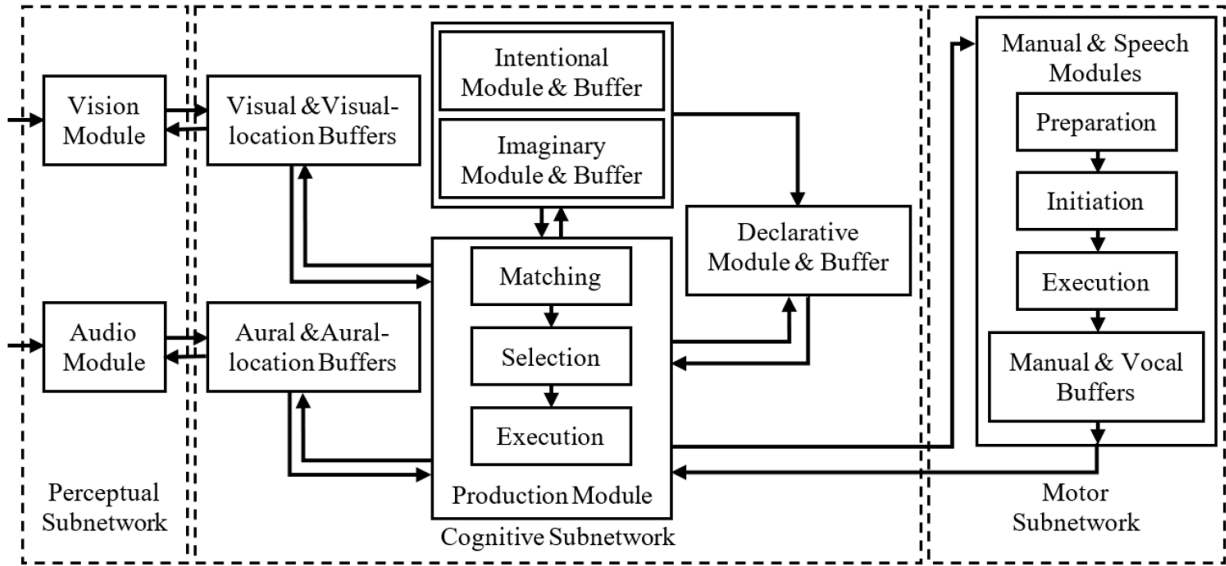 Vision
Module
Audio
Module
Perceptual
Subnetwork
Visual &Visual-
location Buffers
Aural &Aural-
location Buffers
Intentional
Module & Buffer
Imaginary
Module & Buffer
Matching
Selection
Execution
Production Module
Cognitive Subnetwork
Declarative
Module & Buffer
Manual & Speech
Modules
Preparation
Initiation
Execution
Manual & Vocal
Buffers
Motor
Subnetwork